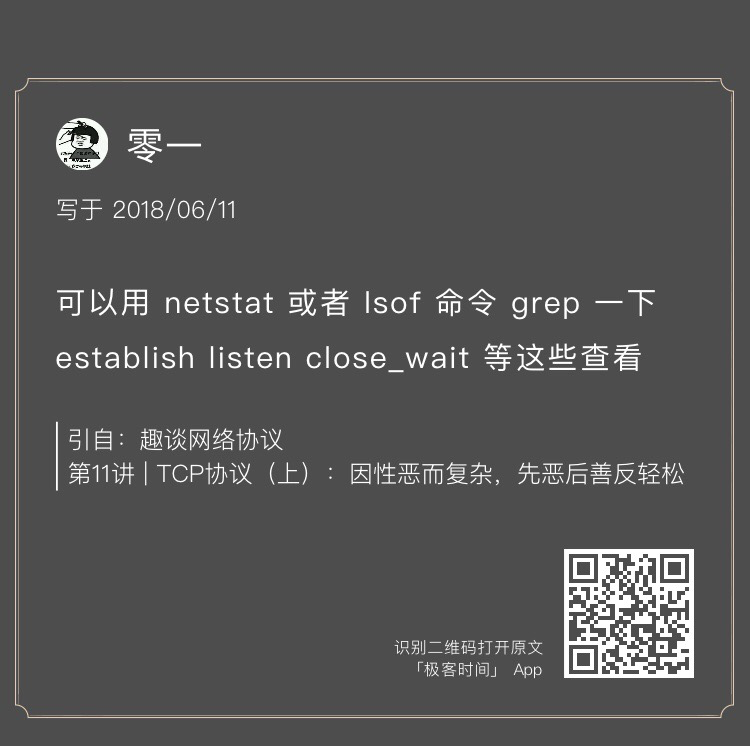 零一
写于 2018/06/11
可以用 netstat 或者 lsof 命令 grep 一下
establish listen close_wait 等这些查看
引自：趣谈网络协议
第11讲 | TCP协议（上）：因性恶而复杂，先恶后善反轻松
识别二维码打开原文
「极客时间」 App